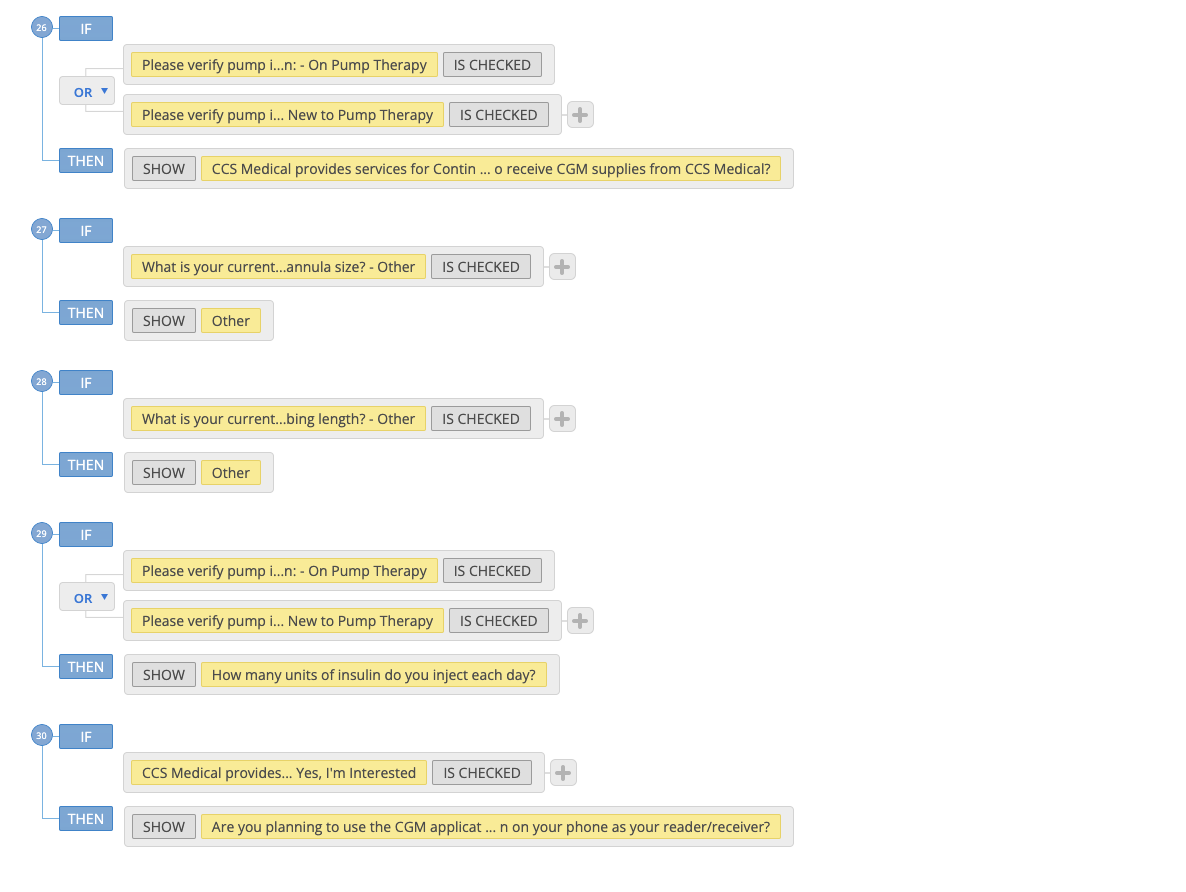 26 IF
Please verify pump i...n: - On Pump Therapy IS CHECKED
OR
Please verify pump i... New to Pump Therapy IS CHECKED
THEN SHOW CCS Medical provides services for Contin ... o receive CGM supplies from CCS Medical?
27 IF
What is your current...annula size? - Other IS CHECKED
THEN SHOW Other
28 IF
What is your current...bing length? - Other IS CHECKED
THEN SHOW Other
29 IF
Please verify pump i...n: - On Pump Therapy IS CHECKED
OR
Please verify pump i... New to Pump Therapy IS CHECKED
THEN SHOW How many units of insulin do you inject each day?
30 IF
CCS Medical provides... Yes, I'm Interested IS CHECKED
THEN SHOW Are you planning to use the CGM applicat ... n on your phone as your reader/receiver?